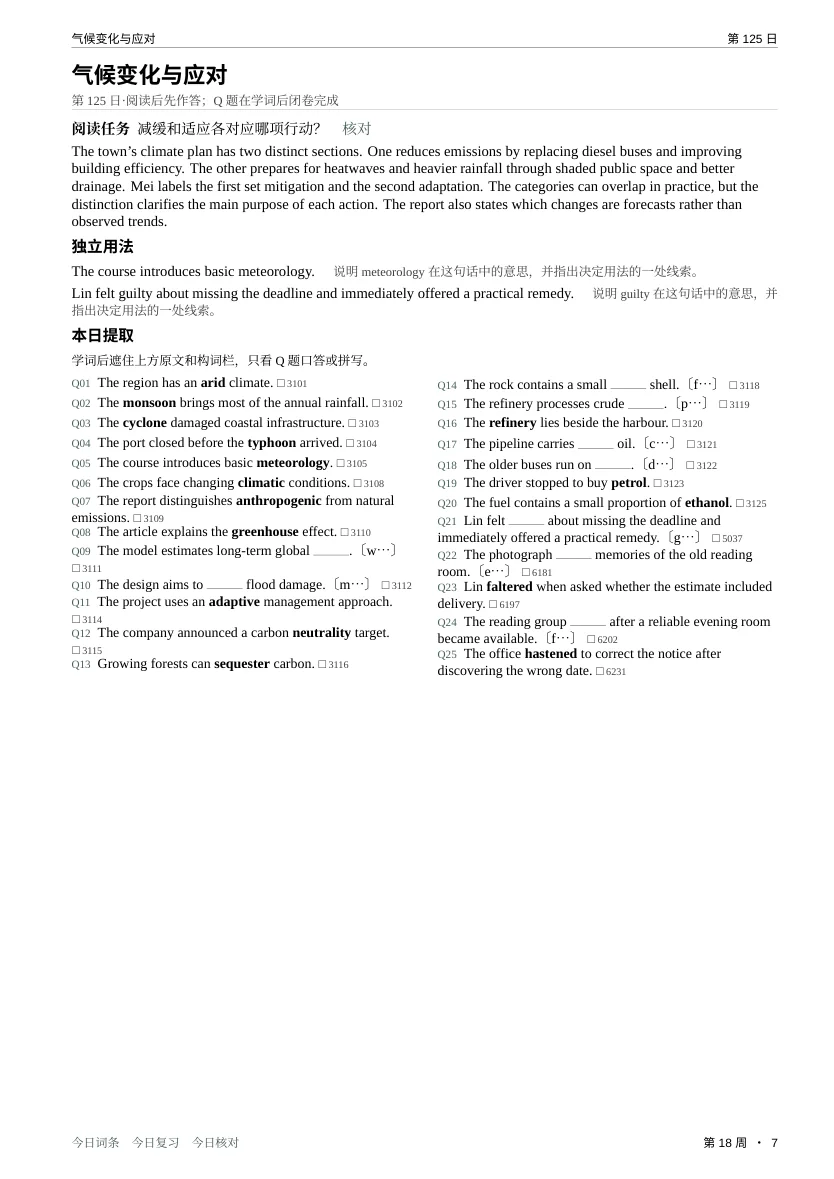 气候变化与应对 第 125 日
气候变化与应对
第 125 日·阅读后先作答；Q 题在学词后闭卷完成
阅读任务 减缓和适应各对应哪项行动？ 核对
The town’s climate plan has two distinct sections. One reduces emissions by replacing diesel buses and improving
building efficiency. The other prepares for heatwaves and heavier rainfall through shaded public space and better
drainage. Mei labels the first set mitigation and the second adaptation. The categories can overlap in practice, but the
distinction clarifies the main purpose of each action. The report also states which changes are forecasts rather than
observed trends.
独立用法
The course introduces basic meteorology. 说明 meteorology 在这句话中的意思，并指出决定用法的一处线索。
Lin felt guilty about missing the deadline and immediately offered a practical remedy. 说明 guilty 在这句话中的意思，并
指出决定用法的一处线索。
本日提取
学词后遮住上方原文和构词栏，只看 Q 题口答或拼写。
Q01 The region has an arid climate. □ 3101
Q02 The monsoon brings most of the annual rainfall. □ 3102
Q03 The cyclone damaged coastal infrastructure. □ 3103
Q04 The port closed before the typhoon arrived. □ 3104
Q05 The course introduces basic meteorology. □ 3105
Q06 The crops face changing climatic conditions. □ 3108
Q07 The report distinguishes anthropogenic from natural
emissions. □ 3109
Q08 The article explains the greenhouse effect. □ 3110
Q09 The model estimates long-term global _____. 〔w···〕
□ 3111
Q10 The design aims to _____ flood damage. 〔m···〕 □ 3112
Q11 The project uses an adaptive management approach.
□ 3114
Q12 The company announced a carbon neutrality target.
□ 3115
Q13 Growing forests can sequester carbon. □ 3116
Q14 The rock contains a small _____ shell. 〔f···〕 □ 3118
Q15 The refinery processes crude _____. 〔p···〕 □ 3119
Q16 The refinery lies beside the harbour. □ 3120
Q17 The pipeline carries _____ oil. 〔c···〕 □ 3121
Q18 The older buses run on _____. 〔d···〕 □ 3122
Q19 The driver stopped to buy petrol. □ 3123
Q20 The fuel contains a small proportion of ethanol. □ 3125
Q21 Lin felt _____ about missing the deadline and
immediately offered a practical remedy. 〔g···〕 □ 5037
Q22 The photograph _____ memories of the old reading
room. 〔e···〕 □ 6181
Q23 Lin faltered when asked whether the estimate included
delivery. □ 6197
Q24 The reading group _____ after a reliable evening room
became available. 〔f···〕 □ 6202
Q25 The office hastened to correct the notice after
discovering the wrong date. □ 6231
今日词条 今日复习 今日核对 第 18 周 · 7